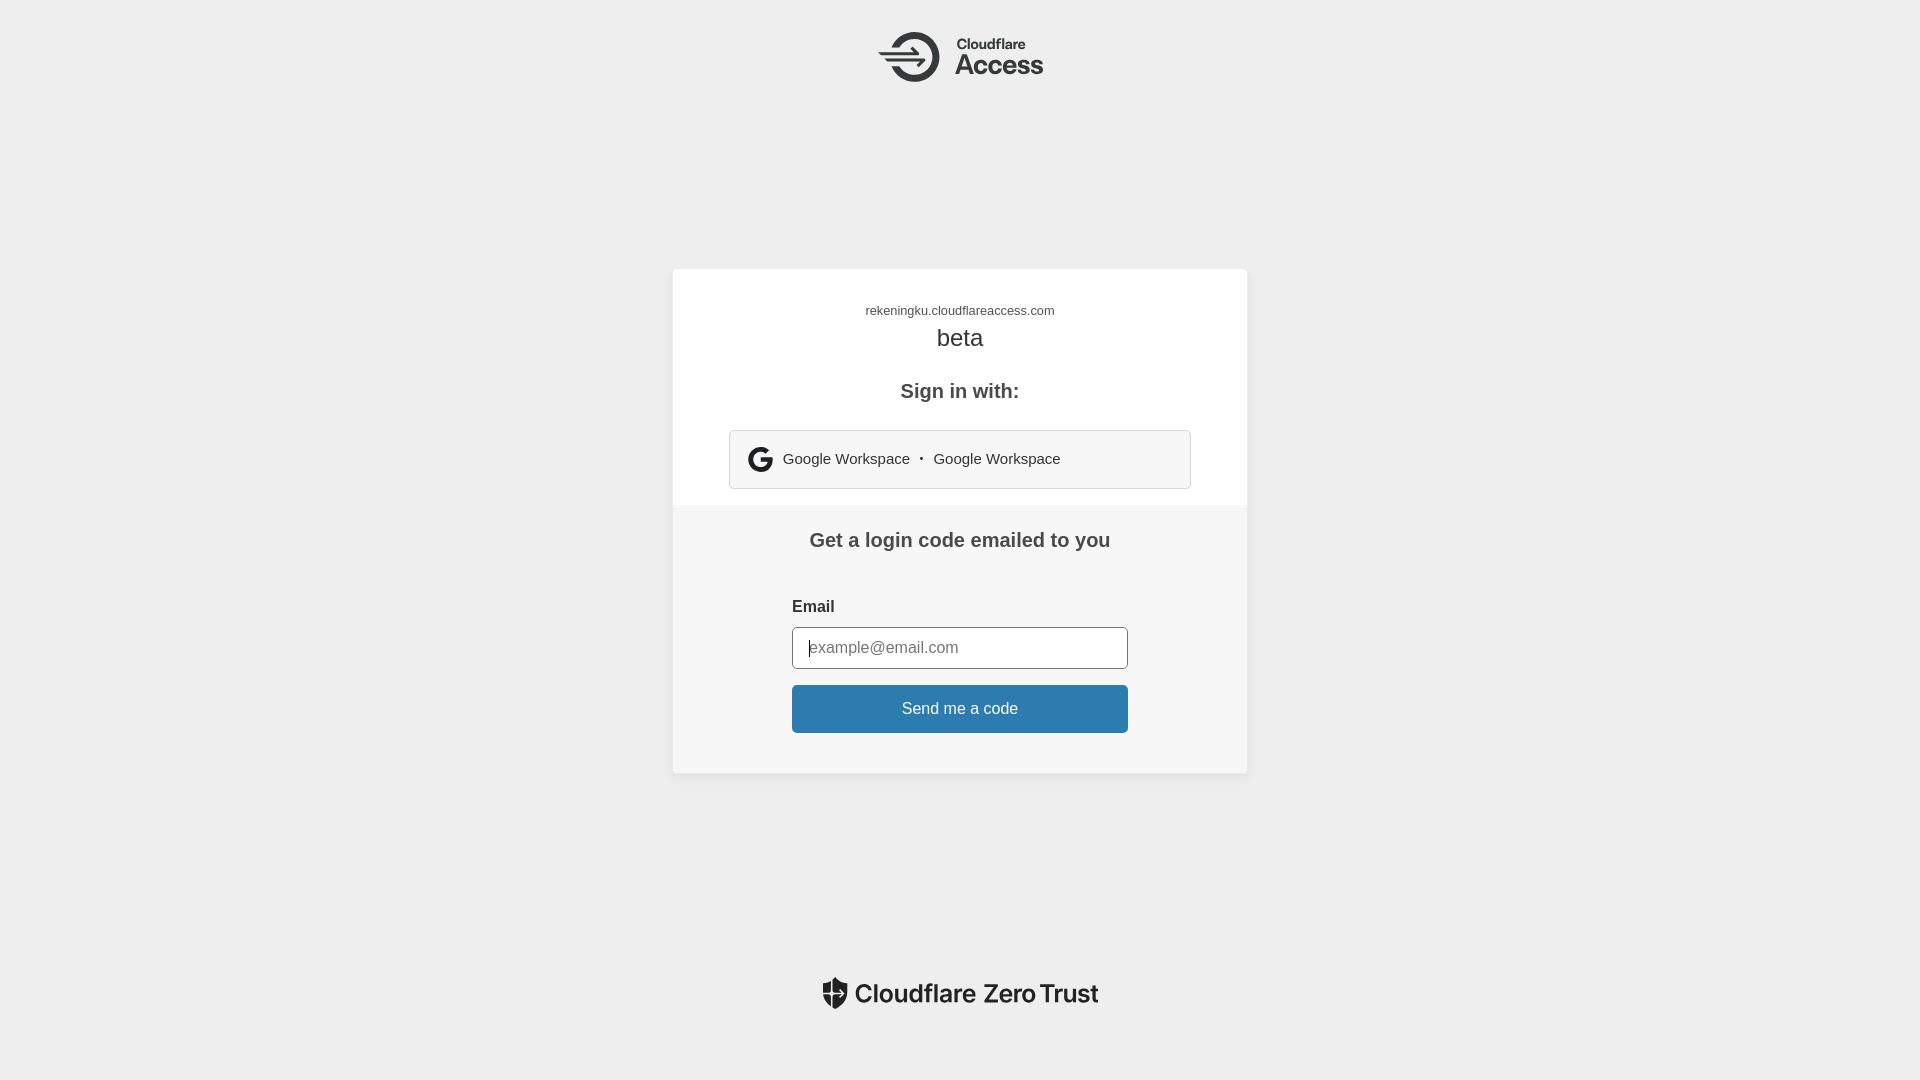 Cloudflare
Access
rekeningku.cloudflareaccess.com
beta
Sign in with:
Google Workspace · Google Workspace
Get a login code emailed to you
Email
example@email.com
Send me a code
Cloudflare Zero Trust